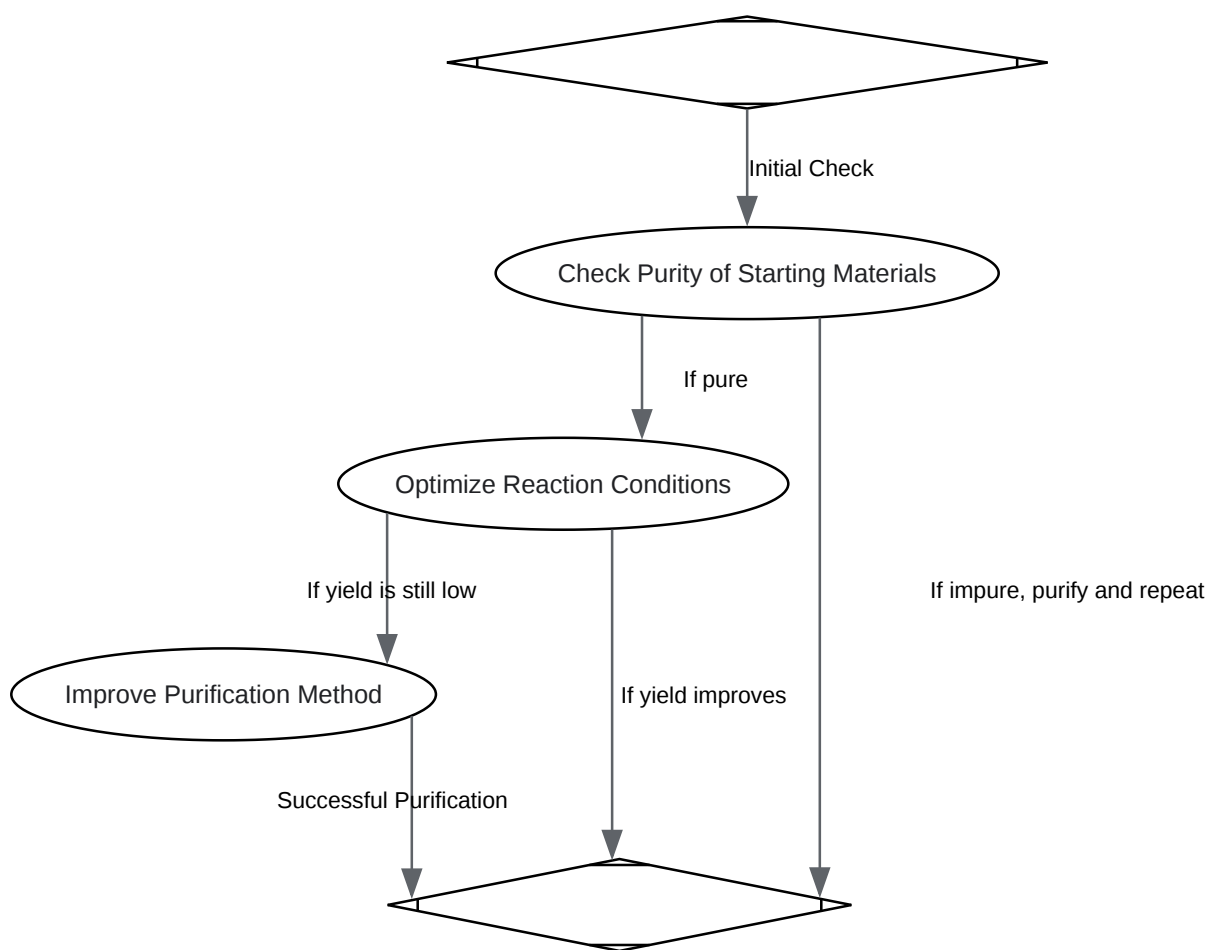 Initial Check
Check Purity of Starting Materials
If pure
Optimize Reaction Conditions
If yield is still low
If impure, purify and repeat
Improve Purification Method
If yield improves
Successful Purification